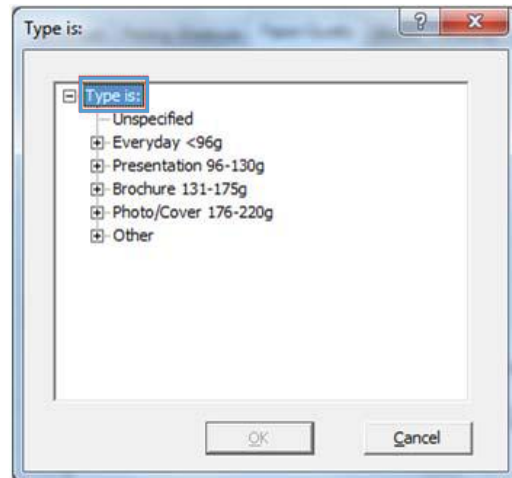 Type is:
Type is:
Unspecified
Everyday <96g
Presentation 96-130g
Brochure 131-175g
Photo/Cover 176-220g
Other
OK
Cancel